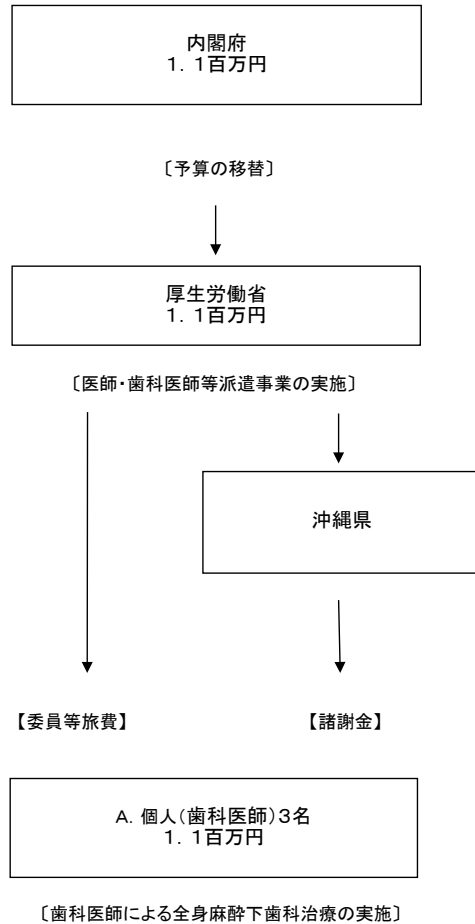 内閣府
１．１百万円
〔予算の移替〕
厚生労働省
１．１百万円
〔医師・歯科医師等派遣事業の実施〕
沖縄県
【委員等旅費】
【諸謝金】
A．個人（歯科医師）３名
１．１百万円
〔歯科医師による全身麻酔下歯科治療の実施〕